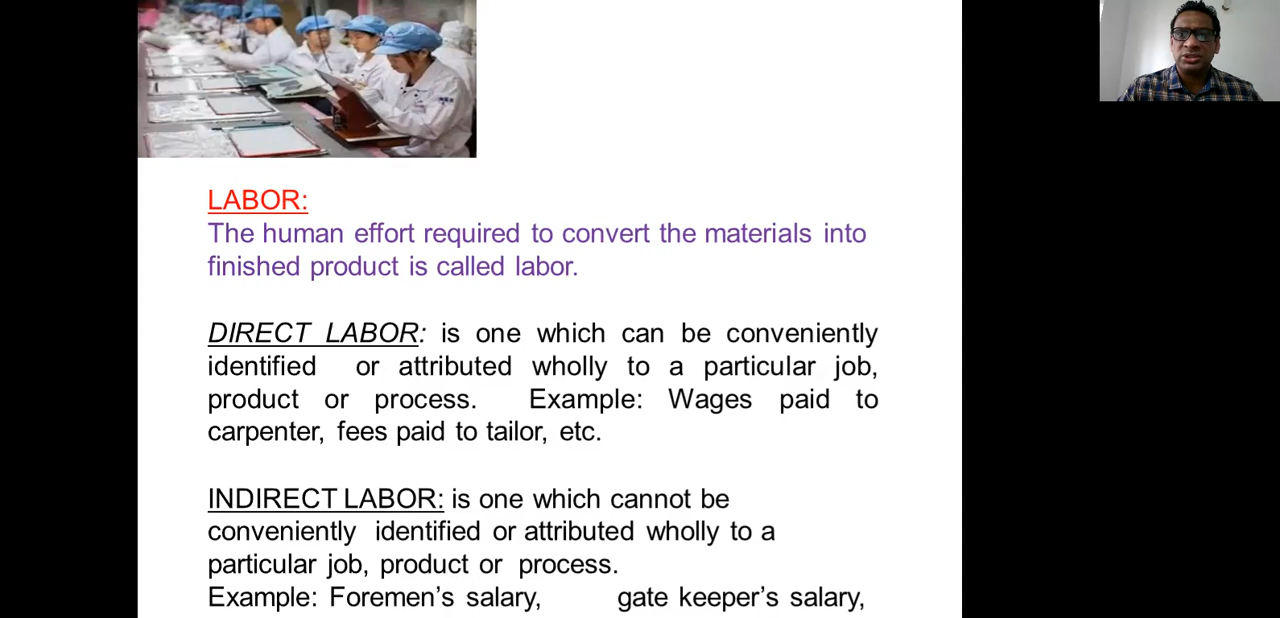 LABOR:
The human effort required to convert the materials into
finished product is called labor.
DIRECT LABOR: is one which can be conveniently
identified or attributed wholly to a particular job,
product or process. Example: Wages paid to
carpenter, fees paid to tailor, etc.
INDIRECT LABOR: is one which cannot be
conveniently identified or attributed wholly to a
particular job, product or process.
Example: Foremen’s salary, gate keeper’s salary,